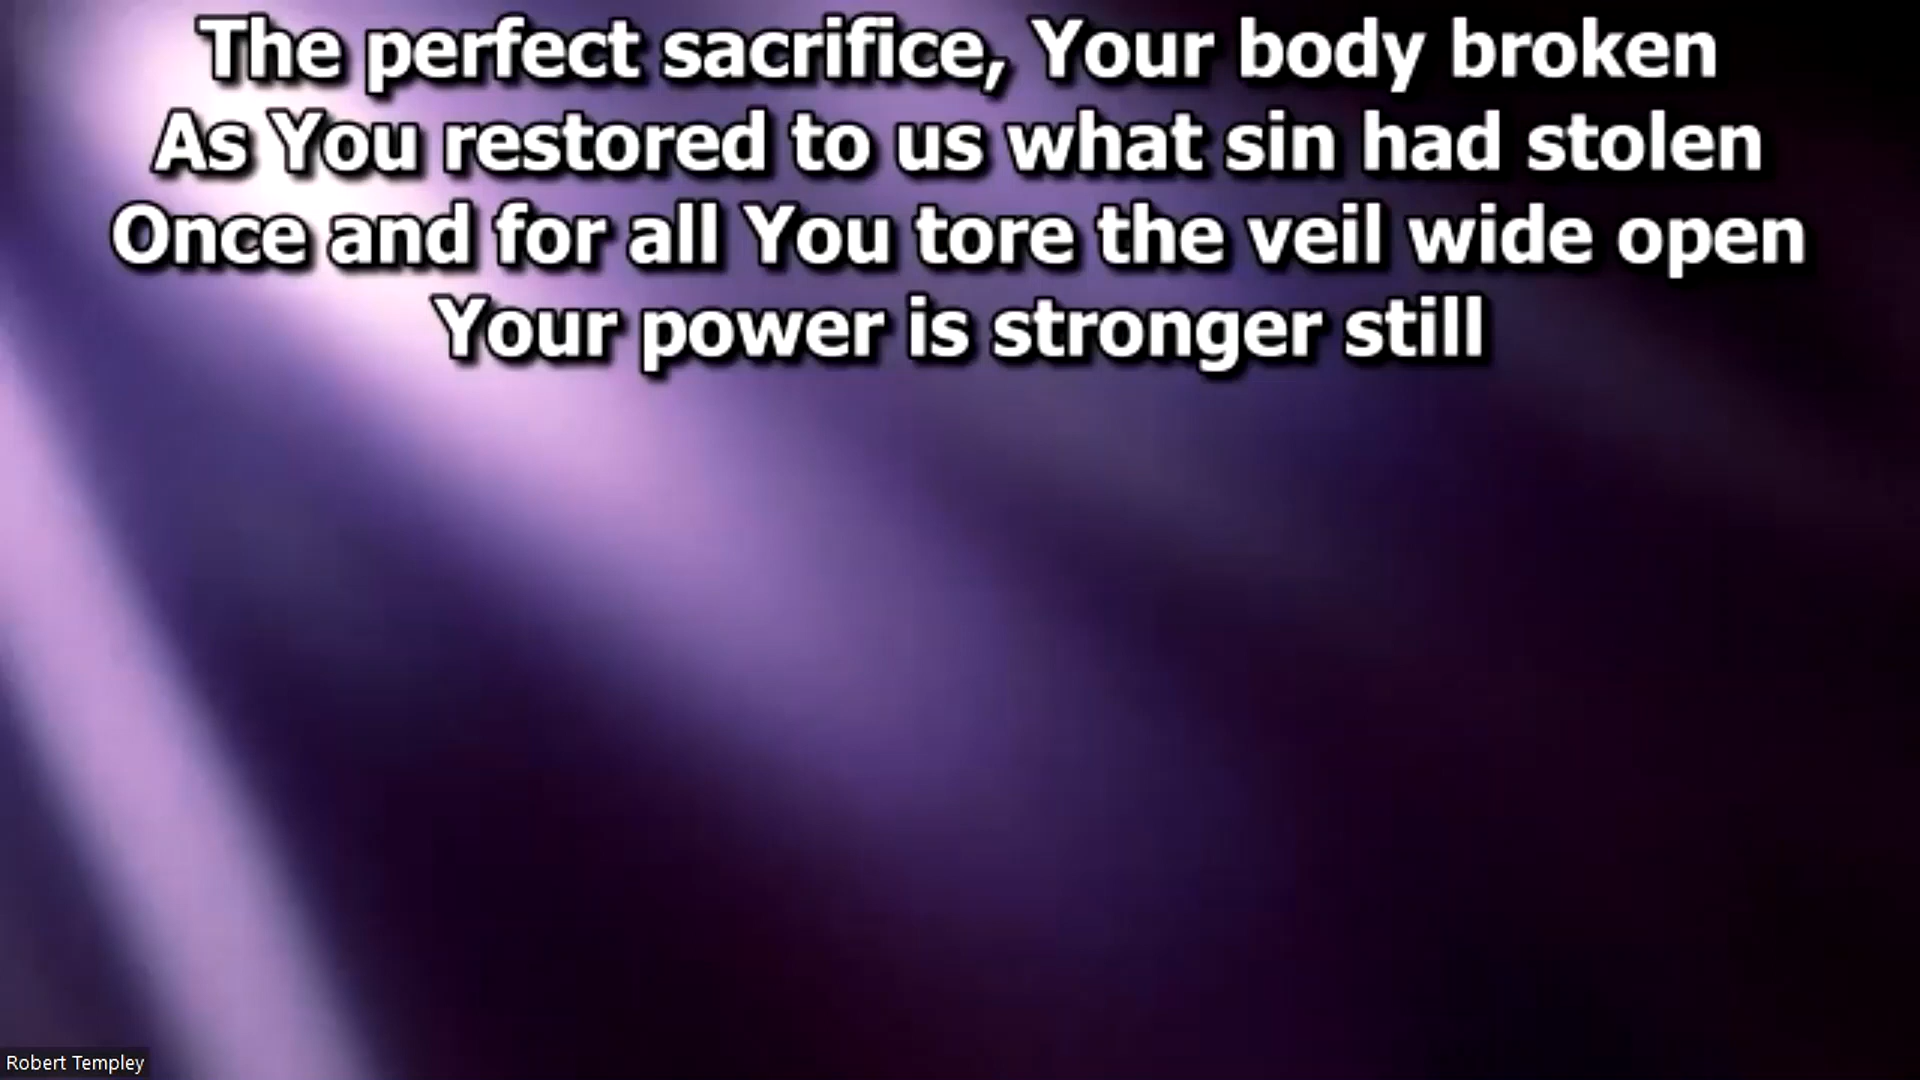 The perfect sacrifice, Your body broken
As You restored to us what sin had stolen
Once and for all You tore the veil wide open
Your power is stronger still
Robert Templey